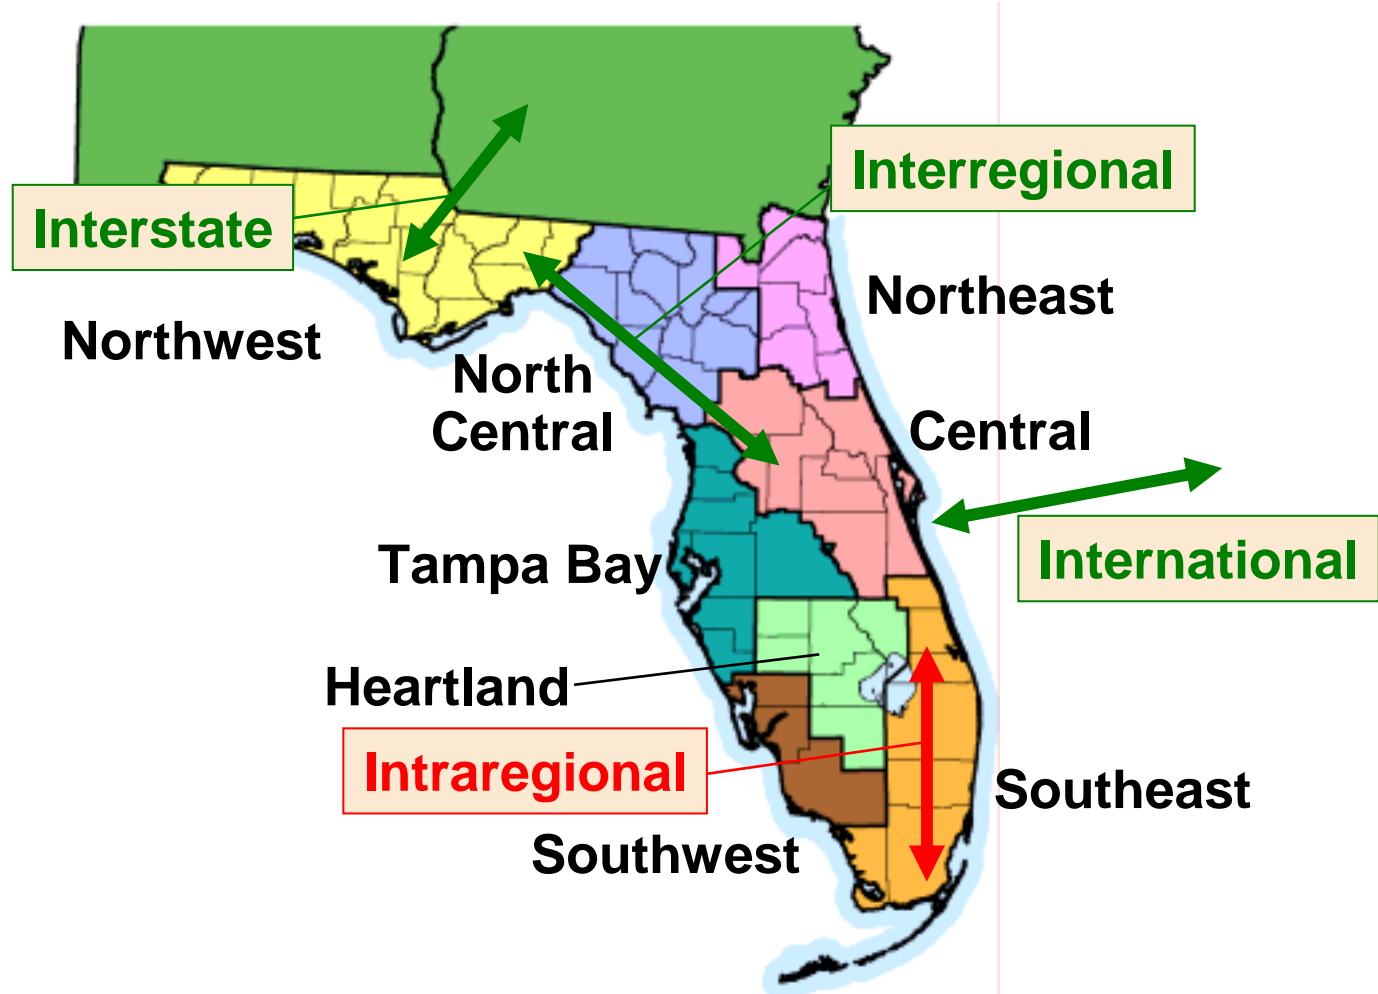 Interregional
Interstate
Northeast
Northwest
North
Central
Central
International
Tampa Bay
Heartland
Intraregional
Southeast
Southwest